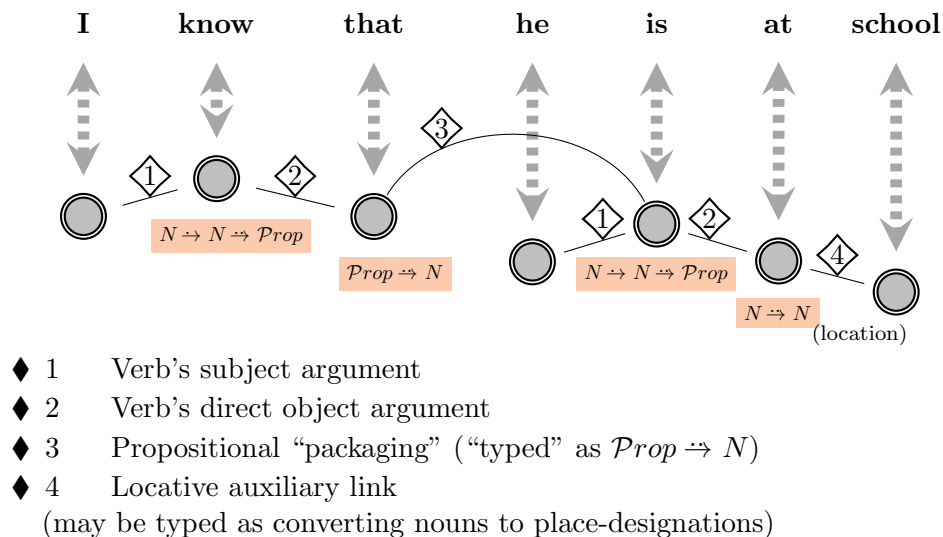 I know that he is at school
3
1 2 1 2 4
N ⇢ N ⇢ 𝒫rop N ⇢ N ⇢ 𝒫rop
𝒫rop ⇢ N
N ⇢ N
(location)
♦ 1 Verb's subject argument
♦ 2 Verb's direct object argument
♦ 3 Propositional “packaging” (“typed” as 𝒫rop ⇢ N)
♦ 4 Locative auxiliary link
(may be typed as converting nouns to place-designations)